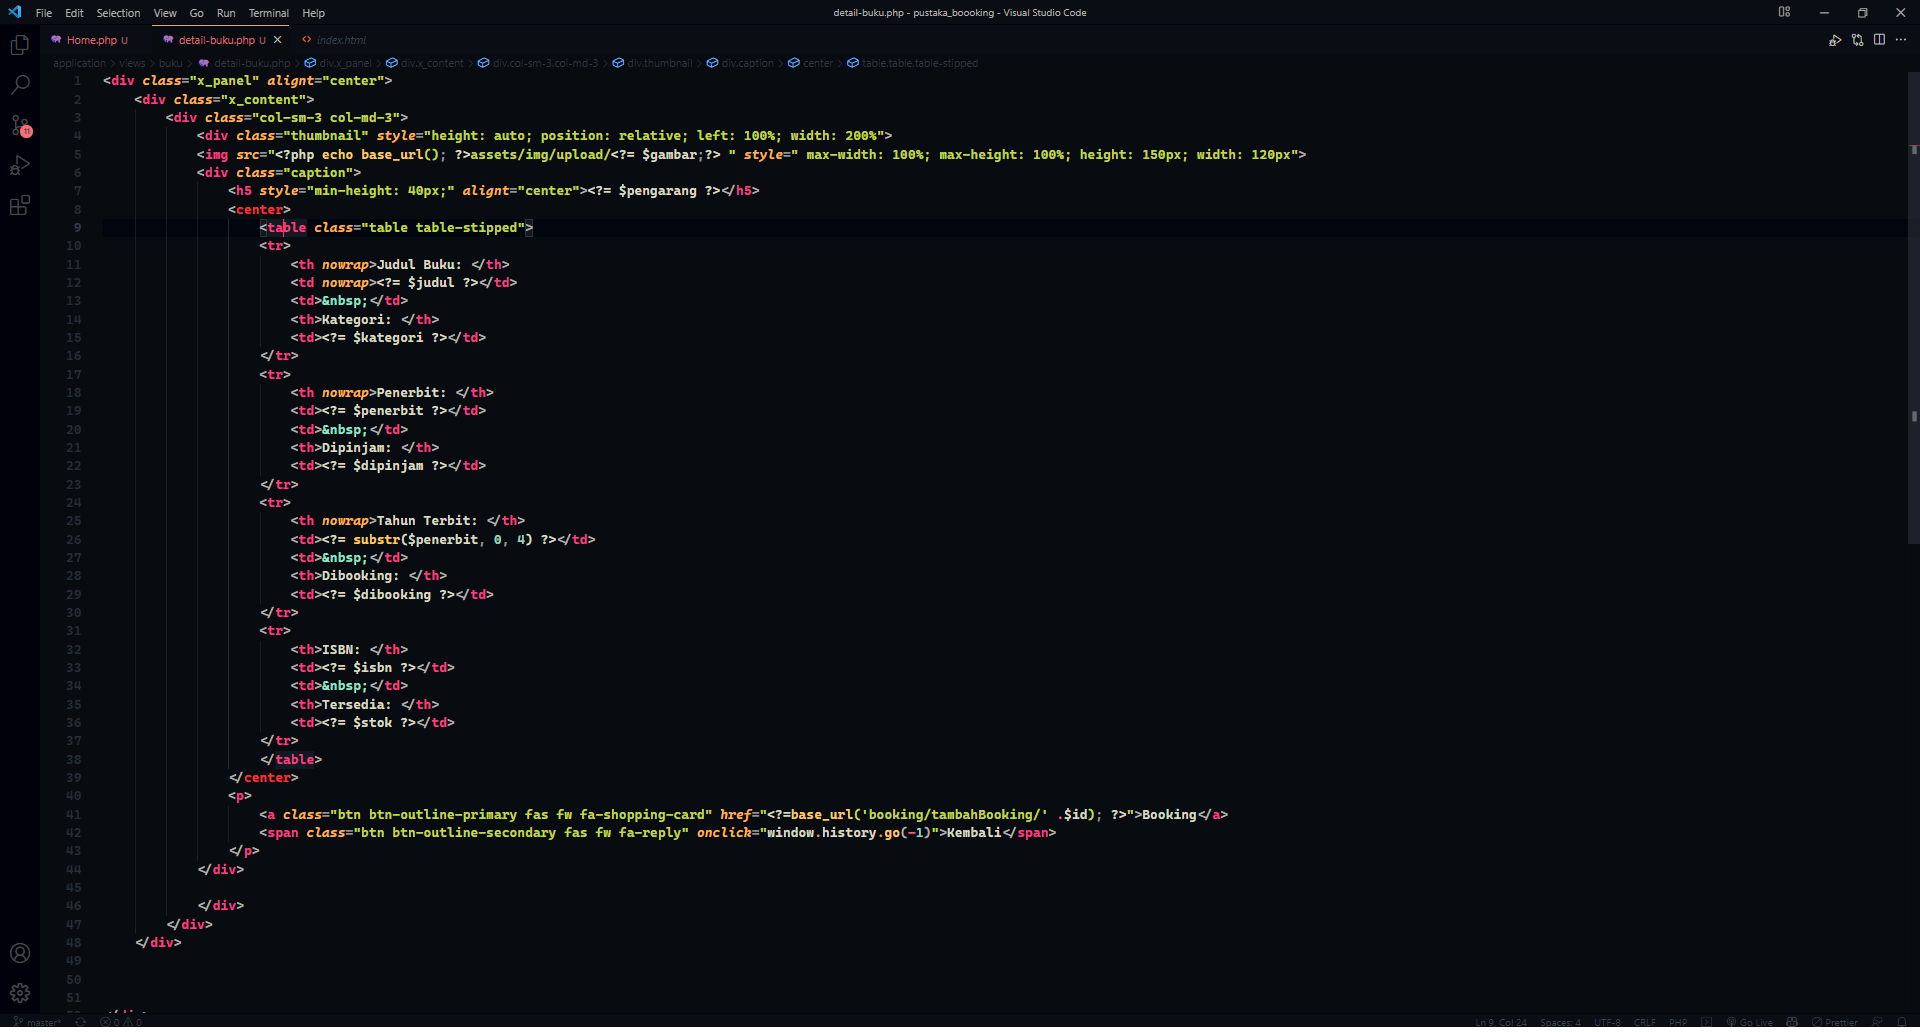 File Edit Selection View Go Run Terminal Help
detail-buku.php - pustaka_boooking - Visual Studio Code
Home.php U
detail-buku.php U
index.html
application > views > buku > detail-buku.php > div.x_panel > div.x_content > div.col-sm-3.col-md-3 > div.thumbnail > div.caption > center > table.table.table-stipped
1 <div class="x_panel" alignt="center">
2 <div class="x_content">
3 <div class="col-sm-3 col-md-3">
4 <div class="thumbnail" style="height: auto; position: relative; left: 100%; width: 200%">
5 <img src="<?php echo base_url(); ?>assets/img/upload/<?= $gambar;?> " style=" max-width: 100%; max-height: 100%; height: 150px; width: 120px">
6 <div class="caption">
7 <h5 style="min-height: 40px;" alignt="center"><?= $pengarang ?></h5>
8 <center>
9 <table class="table table-stipped">
10 <tr>
11 <th nowrap>Judul Buku: </th>
12 <td nowrap><?= $judul ?></td>
13 <td>&nbsp;</td>
14 <th>Kategori: </th>
15 <td><?= $kategori ?></td>
16 </tr>
17 <tr>
18 <th nowrap>Penerbit: </th>
19 <td><?= $penerbit ?></td>
20 <td>&nbsp;</td>
21 <th>Dipinjam: </th>
22 <td><?= $dipinjam ?></td>
23 </tr>
24 <tr>
25 <th nowrap>Tahun Terbit: </th>
26 <td><?= substr($penerbit, 0, 4) ?></td>
27 <td>&nbsp;</td>
28 <th>Dibooking: </th>
29 <td><?= $dibooking ?></td>
30 </tr>
31 <tr>
32 <th>ISBN: </th>
33 <td><?= $isbn ?></td>
34 <td>&nbsp;</td>
35 <th>Tersedia: </th>
36 <td><?= $stok ?></td>
37 </tr>
38 </table>
39 </center>
40 <p>
41 <a class="btn btn-outline-primary fas fw fa-shopping-card" href="<?=base_url('booking/tambahBooking/' .$id); ?>">Booking</a>
42 <span class="btn btn-outline-secondary fas fw fa-reply" onclick="window.history.go(-1)">Kembali</span>
43 </p>
44 </div>
45
46 </div>
47 </div>
48 </div>
49
50
51
11
master* 0 0
Ln 9, Col 24 Spaces: 4 UTF-8 CRLF PHP Go Live Prettier